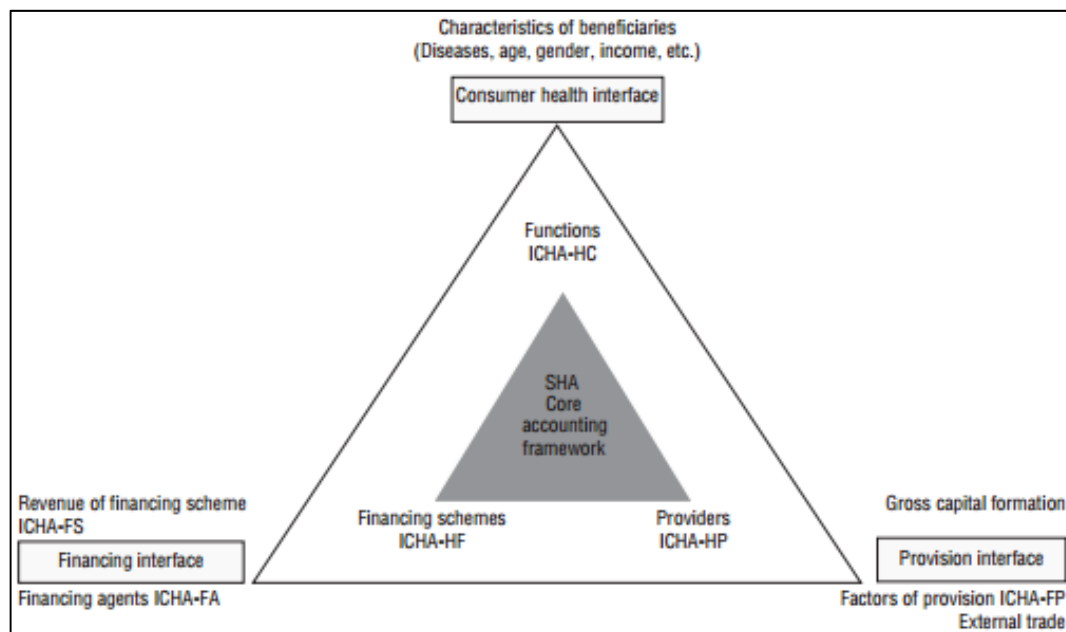 Characteristics of beneficiaries
(Diseases, age, gender, income, etc.)
Consumer health interface
Functions
ICHA-HC
SHA
Core
accounting
framework
Revenue of financing scheme
ICHA-FS
Financing interface
Financing agents ICHA-FA
Financing schemes
ICHA-HF
Providers
ICHA-HP
Gross capital formation
Provision interface
Factors of provision ICHA-FP
External trade